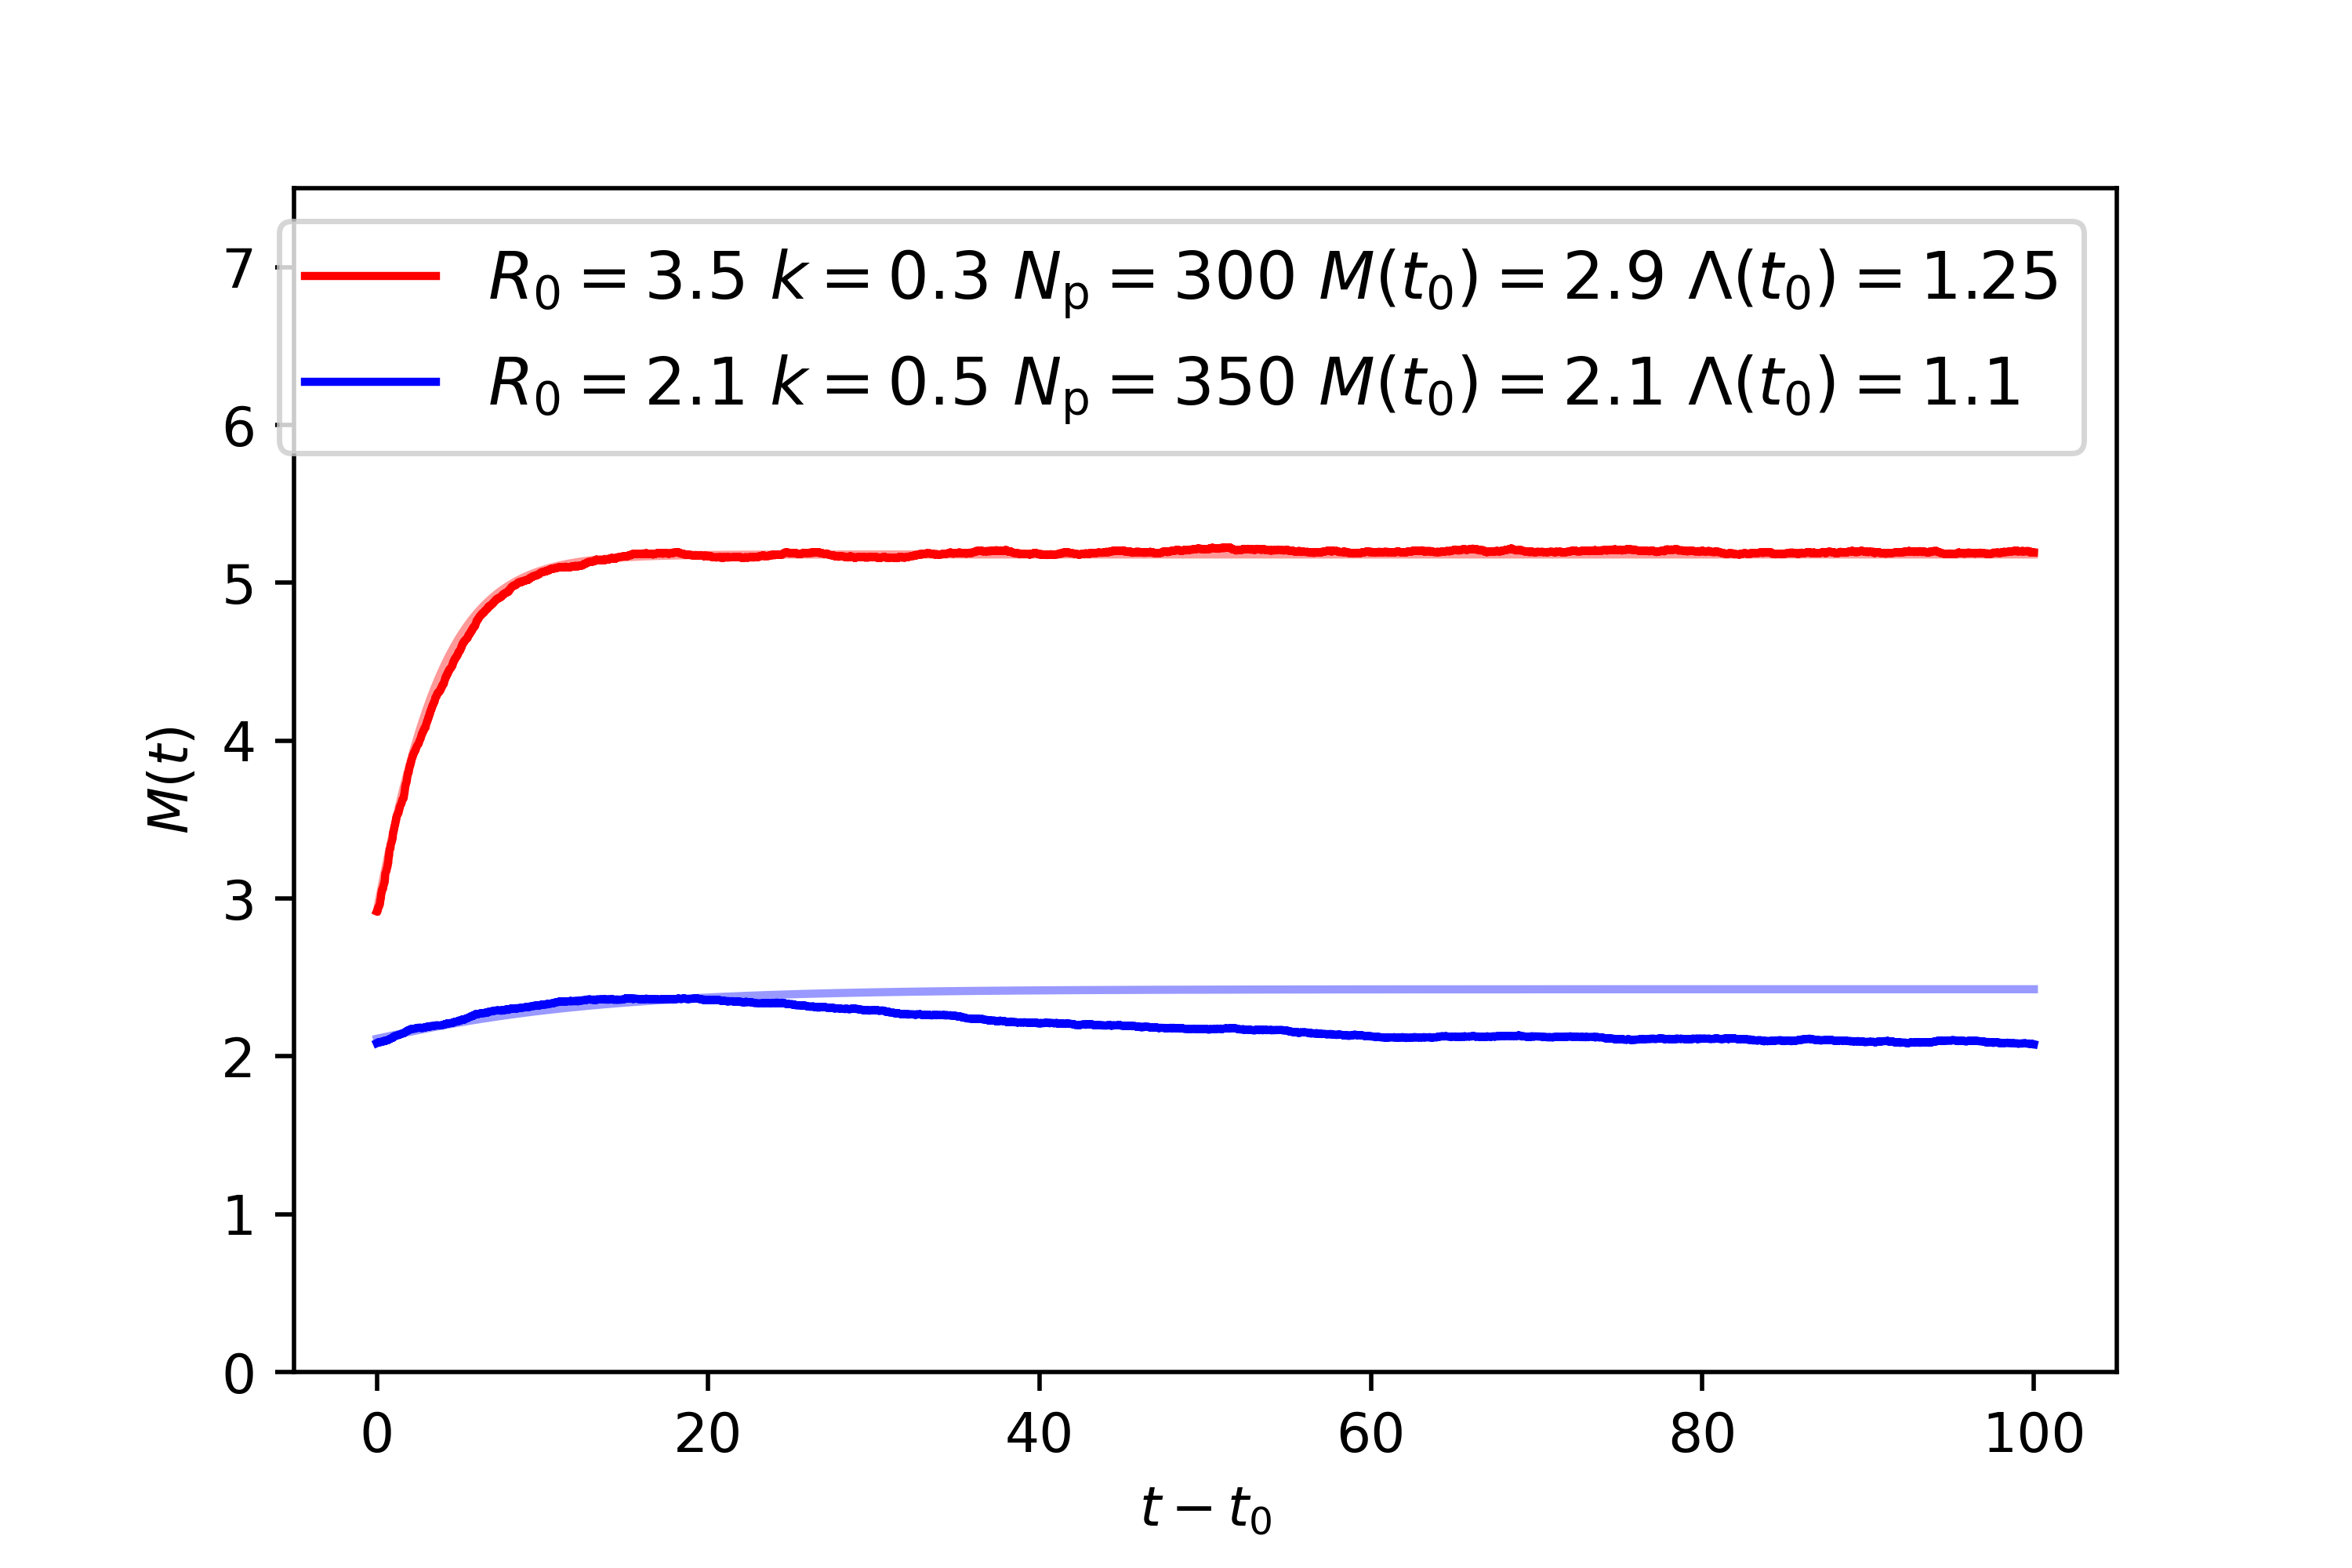 R₀ = 3.5 k = 0.3 Nₚ = 300 M(t₀) = 2.9 Λ(t₀) = 1.25
R₀ = 2.1 k = 0.5 Nₚ = 350 M(t₀) = 2.1 Λ(t₀) = 1.1
7
6
5
4
3
2
1
0
M(t)
0 20 40 60 80 100
t − t₀